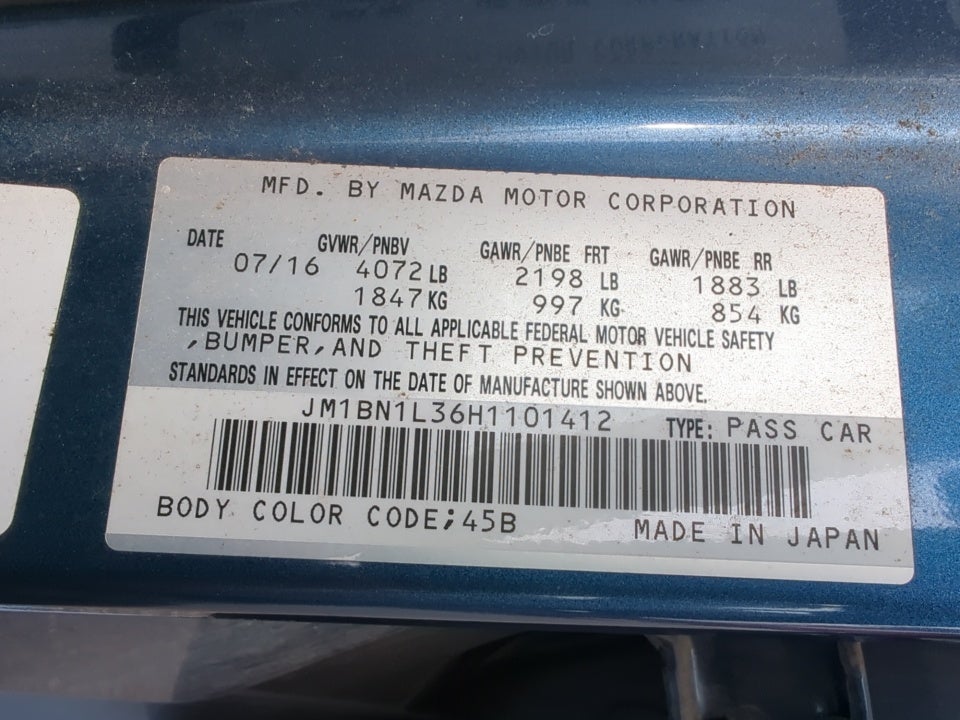 MFD. BY MAZDA MOTOR CORPORATION
DATE GVWR/PNBV GAWR/PNBE FRT GAWR/PNBE RR
07/16 4072 LB 2198 LB 1883 LB
1847 KG 997 KG 854 KG
THIS VEHICLE CONFORMS TO ALL APPLICABLE FEDERAL MOTOR VEHICLE SAFETY
,BUMPER,AND THEFT PREVENTION
STANDARDS IN EFFECT ON THE DATE OF MANUFACTURE SHOWN ABOVE.
JM1BN1L36H1101412 TYPE: PASS CAR
BODY COLOR CODE;45B MADE IN JAPAN